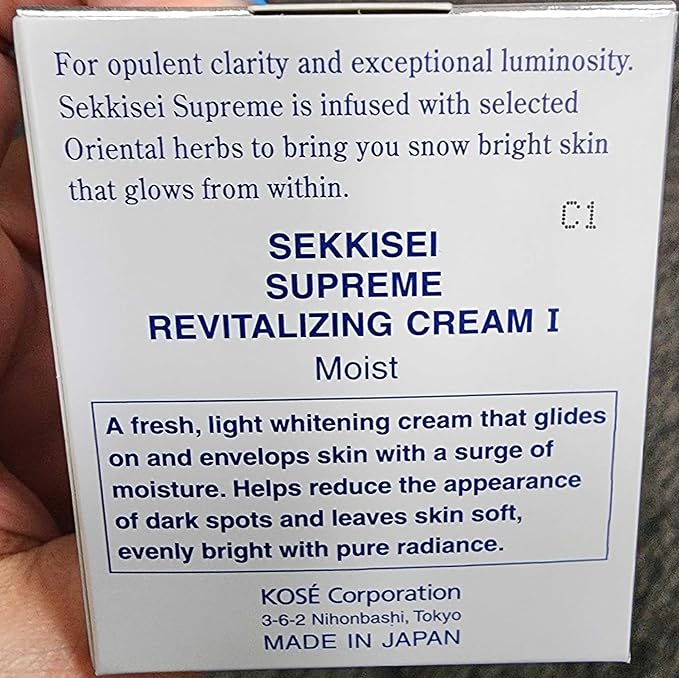 For opulent clarity and exceptional luminosity.
Sekkisei Supreme is infused with selected
Oriental herbs to bring you snow bright skin
that glows from within.
C1
SEKKISEI
SUPREME
REVITALIZING CREAM I
Moist
A fresh, light whitening cream that glides
on and envelops skin with a surge of
moisture. Helps reduce the appearance
of dark spots and leaves skin soft,
evenly bright with pure radiance.
KOSÉ Corporation
3-6-2 Nihonbashi, Tokyo
MADE IN JAPAN